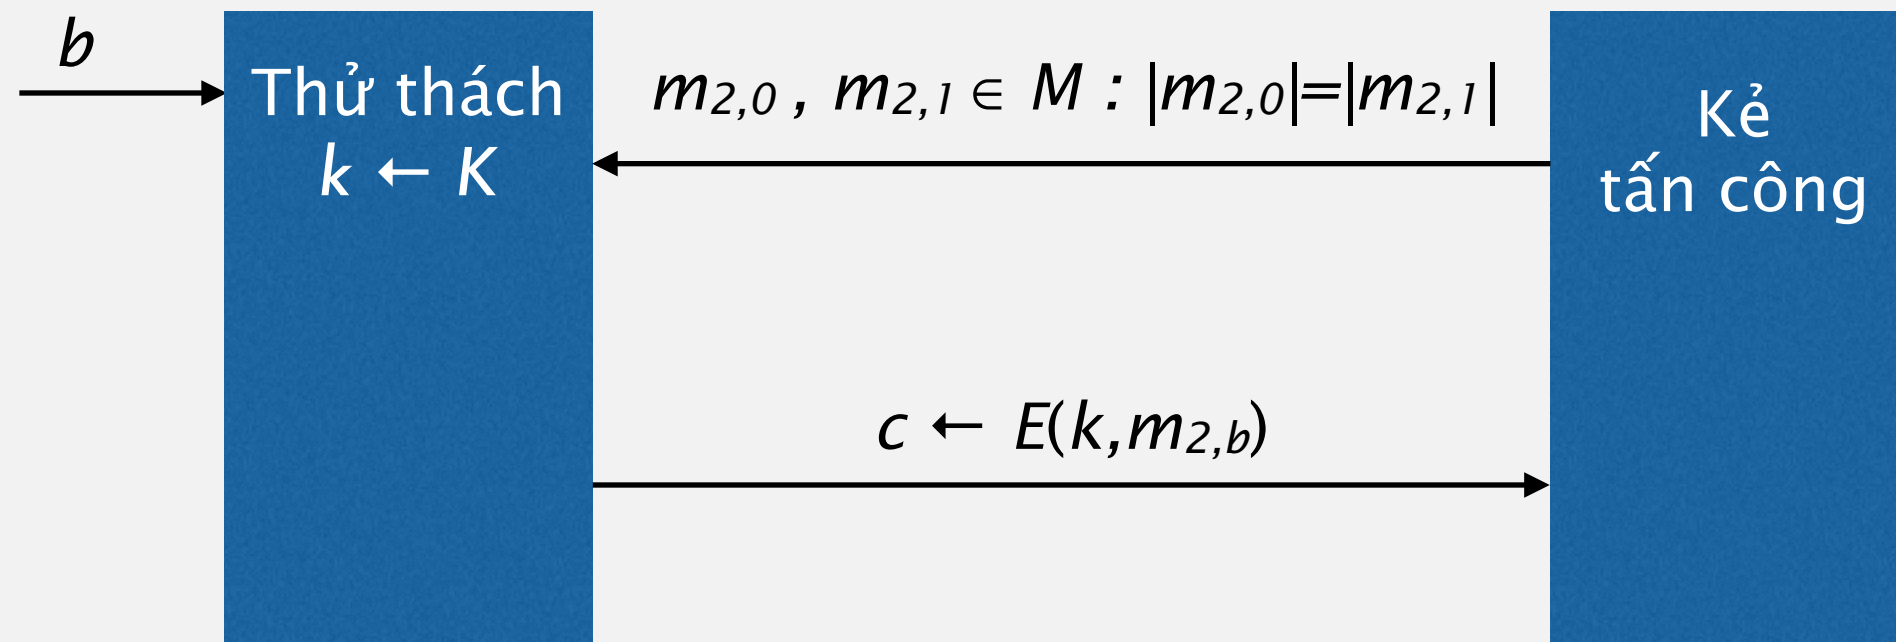 b
Thử thách
k ← K
m₂,₀ , m₂,₁ ∈ M : |m₂,₀|=|m₂,₁|
Kẻ
tấn công
c ← E(k,m₂,b)